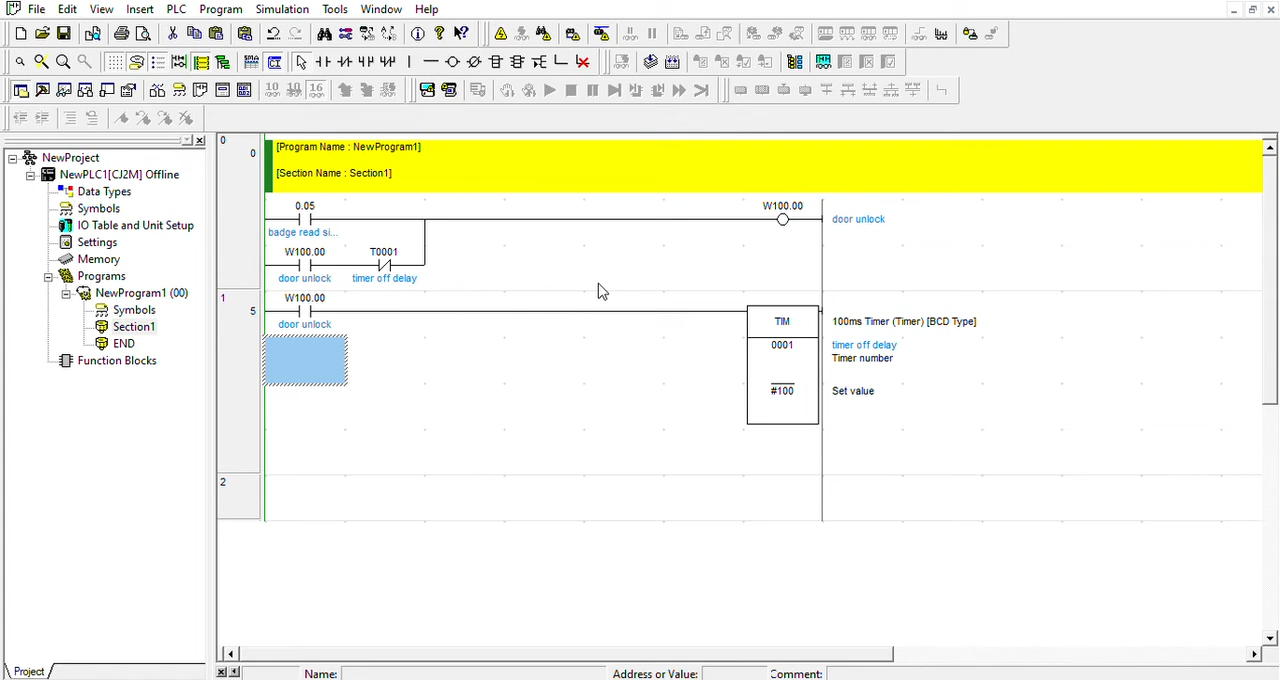 File Edit View Insert PLC Program Simulation Tools Window Help
10 10 16
NewProject
NewPLC1[CJ2M] Offline
Data Types
Symbols
IO Table and Unit Setup
Settings
Memory
Programs
NewProgram1 (00)
Symbols
Section1
END
Function Blocks
Project
0
0
[Program Name : NewProgram1]
[Section Name : Section1]
0.05
badge read si...
W100.00
door unlock
W100.00
door unlock
T0001
timer off delay
1
5
W100.00
door unlock
TIM
100ms Timer (Timer) [BCD Type]
0001
timer off delay
Timer number
#100
Set value
2
Name:
Address or Value:
Comment: